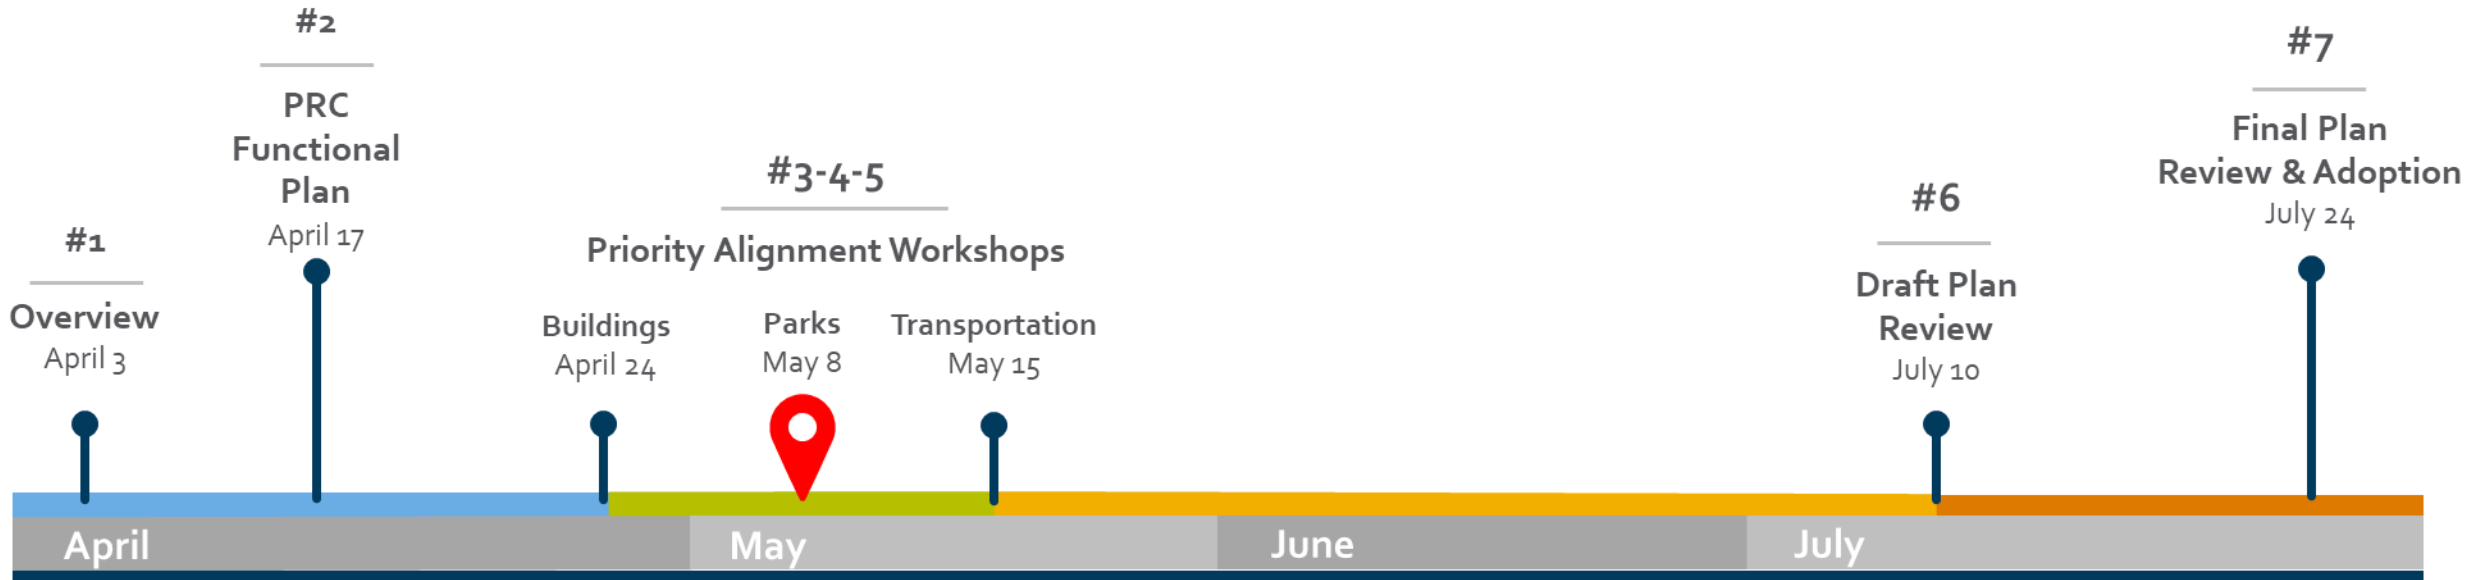 #1
Overview
April 3
#2
PRC
Functional
Plan
April 17
#3-4-5
Priority Alignment Workshops
Buildings
April 24
Parks
May 8
Transportation
May 15
#6
Draft Plan
Review
July 10
#7
Final Plan
Review & Adoption
July 24
April
May
June
July